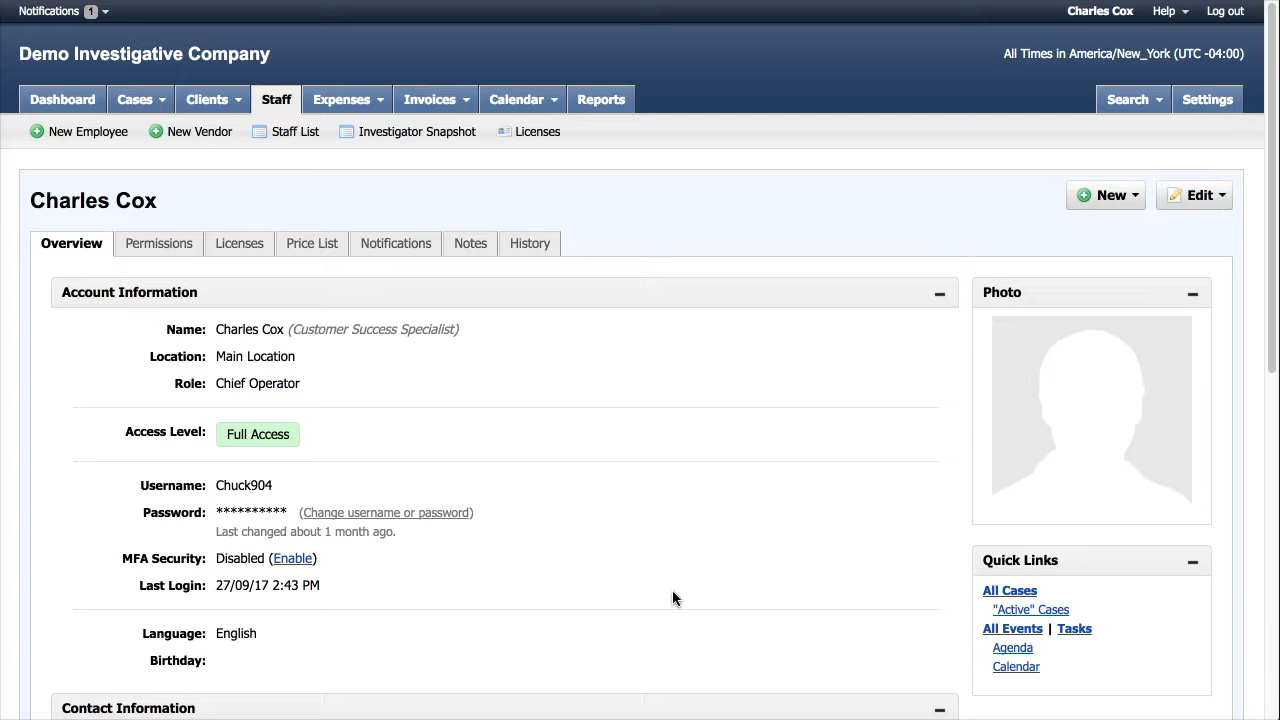 Notifications 1
Charles Cox Help Log out
Demo Investigative Company
All Times in America/New_York (UTC -04:00)
Dashboard Cases Clients Staff Expenses Invoices Calendar Reports Search Settings
New Employee New Vendor Staff List Investigator Snapshot Licenses
Charles Cox
New Edit
Overview Permissions Licenses Price List Notifications Notes History
Account Information
Name: Charles Cox (Customer Success Specialist)
Location: Main Location
Role: Chief Operator
Access Level: Full Access
Username: Chuck904
Password: ********** (Change username or password)
Last changed about 1 month ago.
MFA Security: Disabled (Enable)
Last Login: 27/09/17 2:43 PM
Language: English
Birthday:
Contact Information
Photo
Quick Links
All Cases
"Active" Cases
All Events | Tasks
Agenda
Calendar